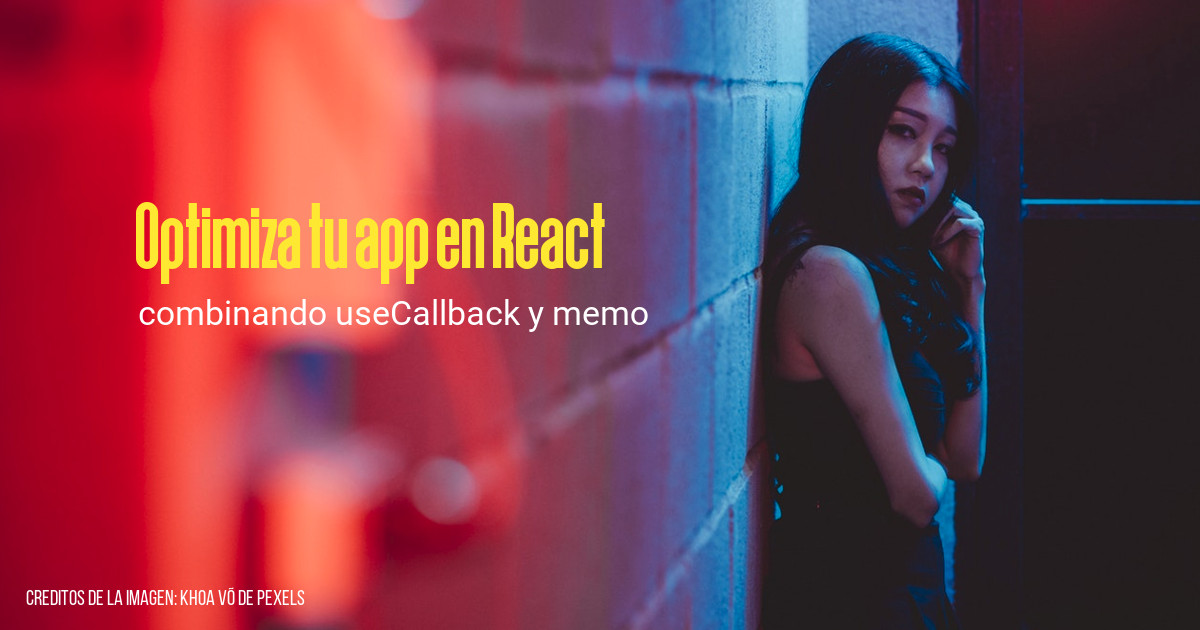 Optimiza tu app en React
combinando useCallback y memo
CREDITOS DE LA IMAGEN: KHOA VÕ DE PEXELS